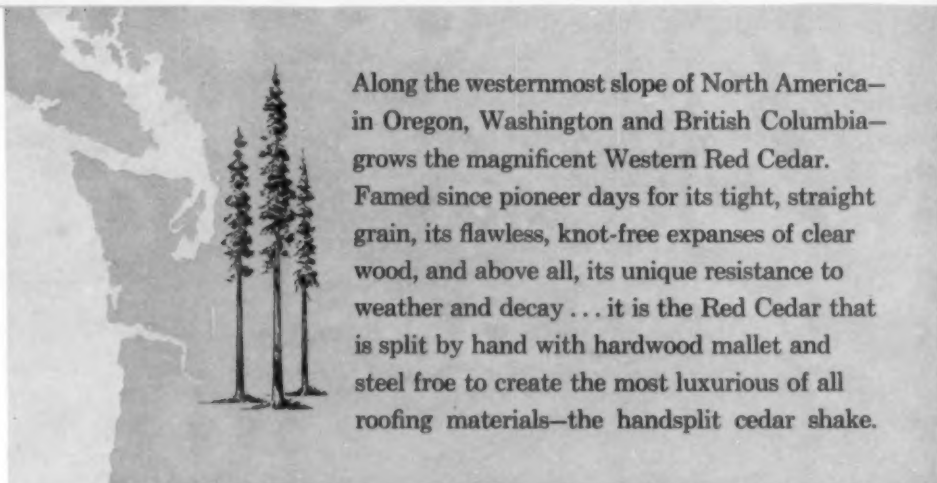 Along the westernmost slope of North America—
in Oregon, Washington and British Columbia—
grows the magnificent Western Red Cedar.
Famed since pioneer days for its tight, straight
grain, its flawless, knot-free expanses of clear
wood, and above all, its unique resistance to
weather and decay ... it is the Red Cedar that
is split by hand with hardwood mallet and
steel froe to create the most luxurious of all
roofing materials—the handsplit cedar shake.